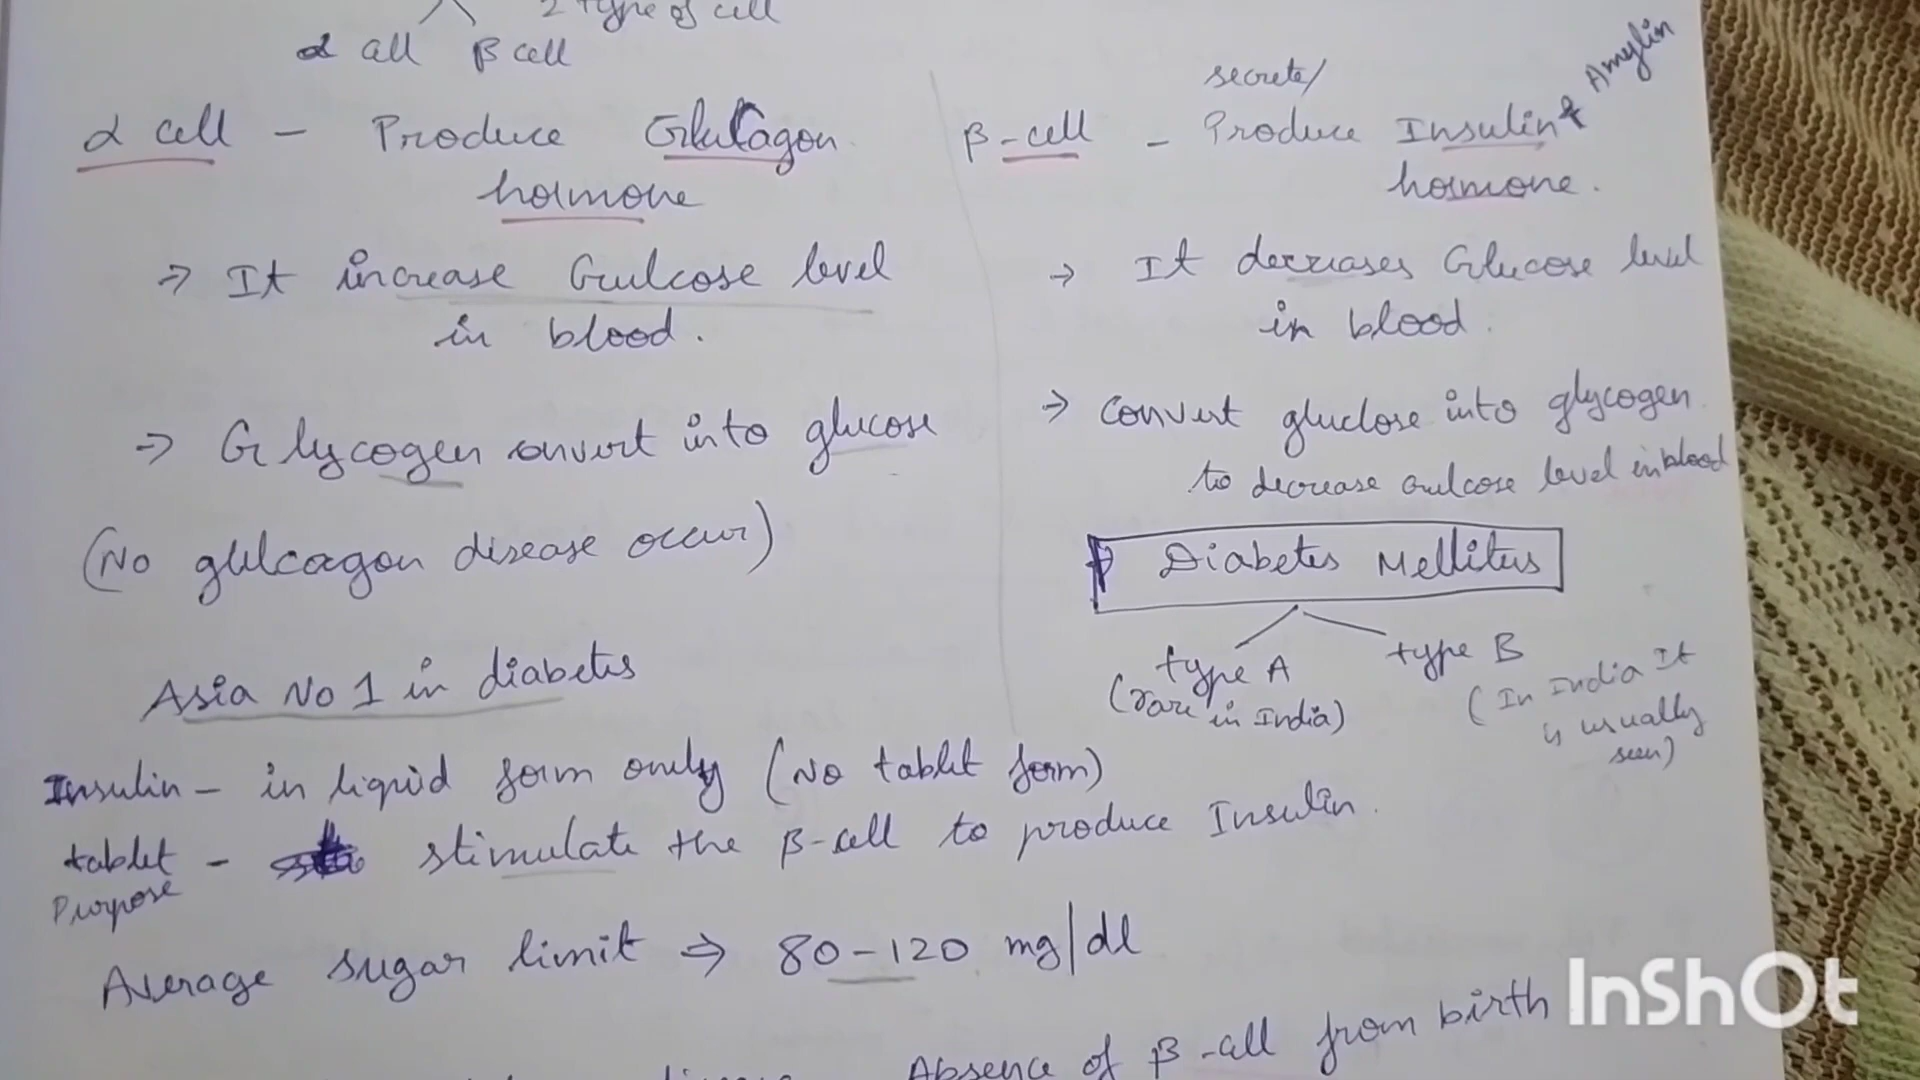 2 type of cell
α cell β cell
α cell - Produce Glucagon
hormone
⇒ It increase Gulcose level
in blood.
⇒ Glycogen convert into glucose
(No glulcagon disease occur)
Asia No 1 in diabetes
secrete/
β-cell - Produce Insulin & Amylin
hormone.
→ It decreases Glucose level
in blood.
⇒ convert gluclose into glycogen
to decrease Gulcose level in blood
Diabetes Mellitus
type A type B
(rare in India)
(In India It
is usually
seen)
Insulin - in liquid form only (No tablet form)
tablet - stimulate the β-cell to produce Insulin.
Purpose
Average sugar limit ⇒ 80-120 mg/dl
Absence of β-cell from birth
InShOt